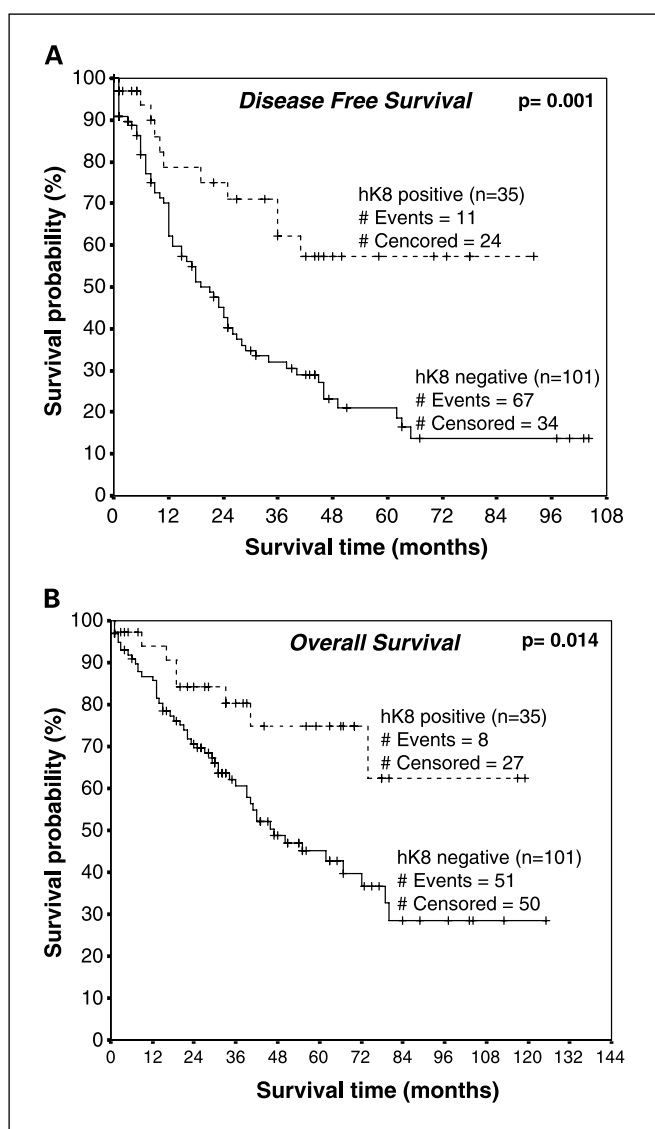 A
Disease Free Survival
p= 0.001
hK8 positive (n=35)
# Events = 11
# Cencored = 24
hK8 negative (n=101)
# Events = 67
# Censored = 34
Survival probability (%)
100
90
80
70
60
50
40
30
20
10
0
0 12 24 36 48 60 72 84 96 108
Survival time (months)
B
Overall Survival
p= 0.014
hK8 positive (n=35)
# Events = 8
# Censored = 27
hK8 negative (n=101)
# Events = 51
# Censored = 50
Survival probability (%)
100
90
80
70
60
50
40
30
20
10
0
0 12 24 36 48 60 72 84 96 108 120 132 144
Survival time (months)